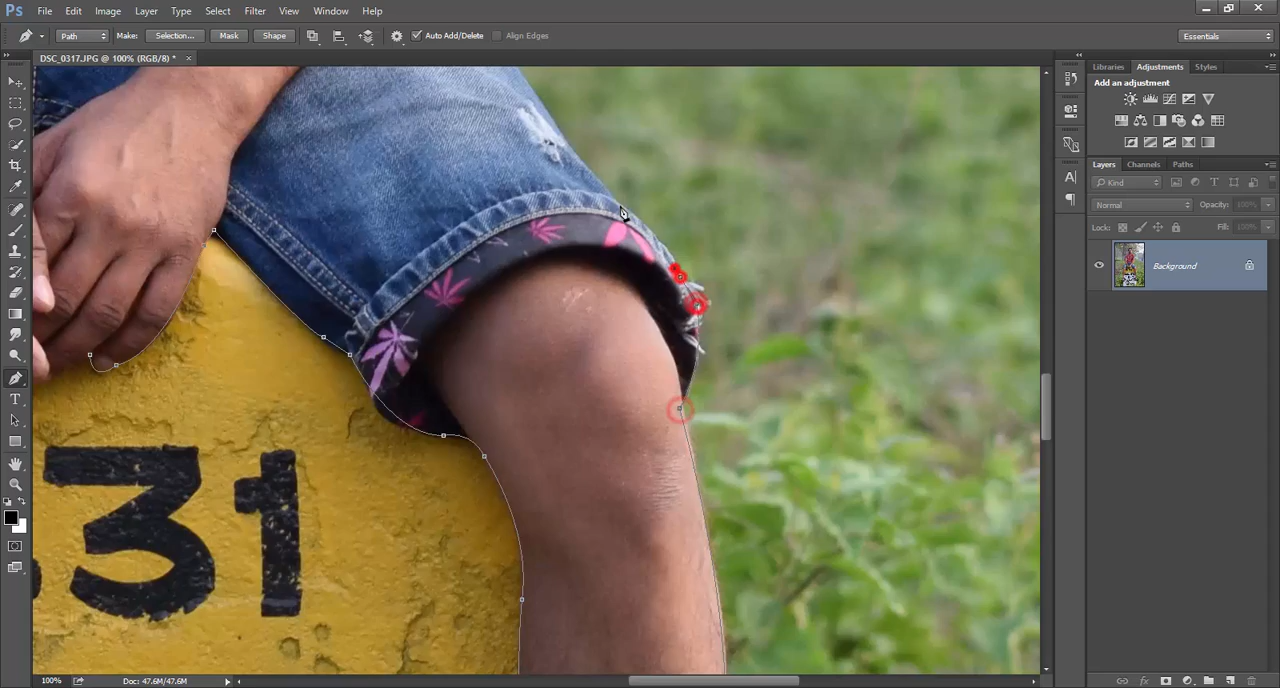 Ps File Edit Image Layer Type Select Filter View Window Help
Path Make: Selection... Mask Shape Auto Add/Delete Align Edges Essentials
DSC_0317.JPG @ 100% (RGB/8) * ×
Libraries Adjustments Styles
Add an adjustment
Layers Channels Paths
Kind
Normal Opacity: 100%
Lock: Fill: 100%
Background
31
100% Doc: 47.6M/47.6M